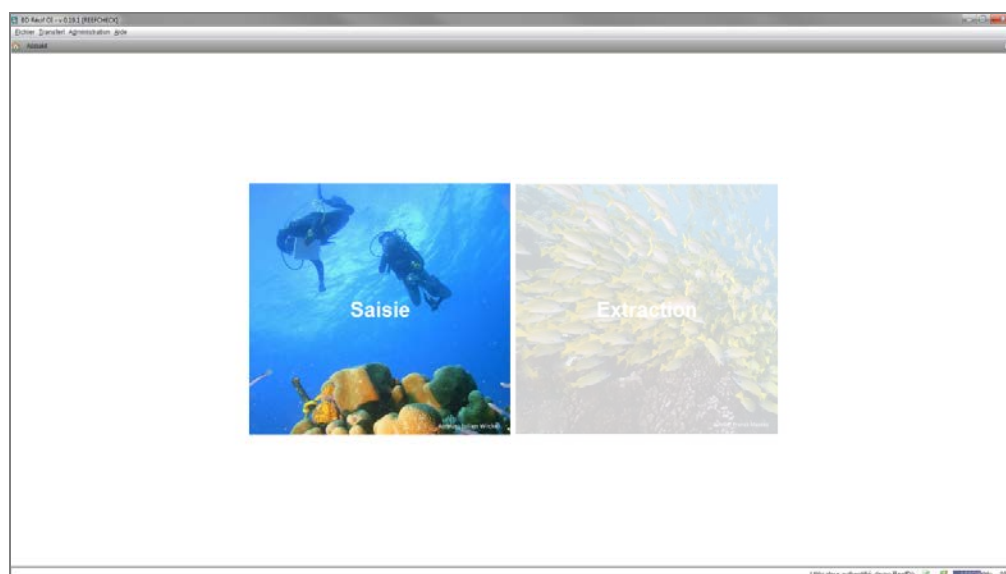 BD Récif OI - v-0.19.1 [REEFCHECK]
Fichier Transfert Administration Aide
Accueil
Saisie
Extraction